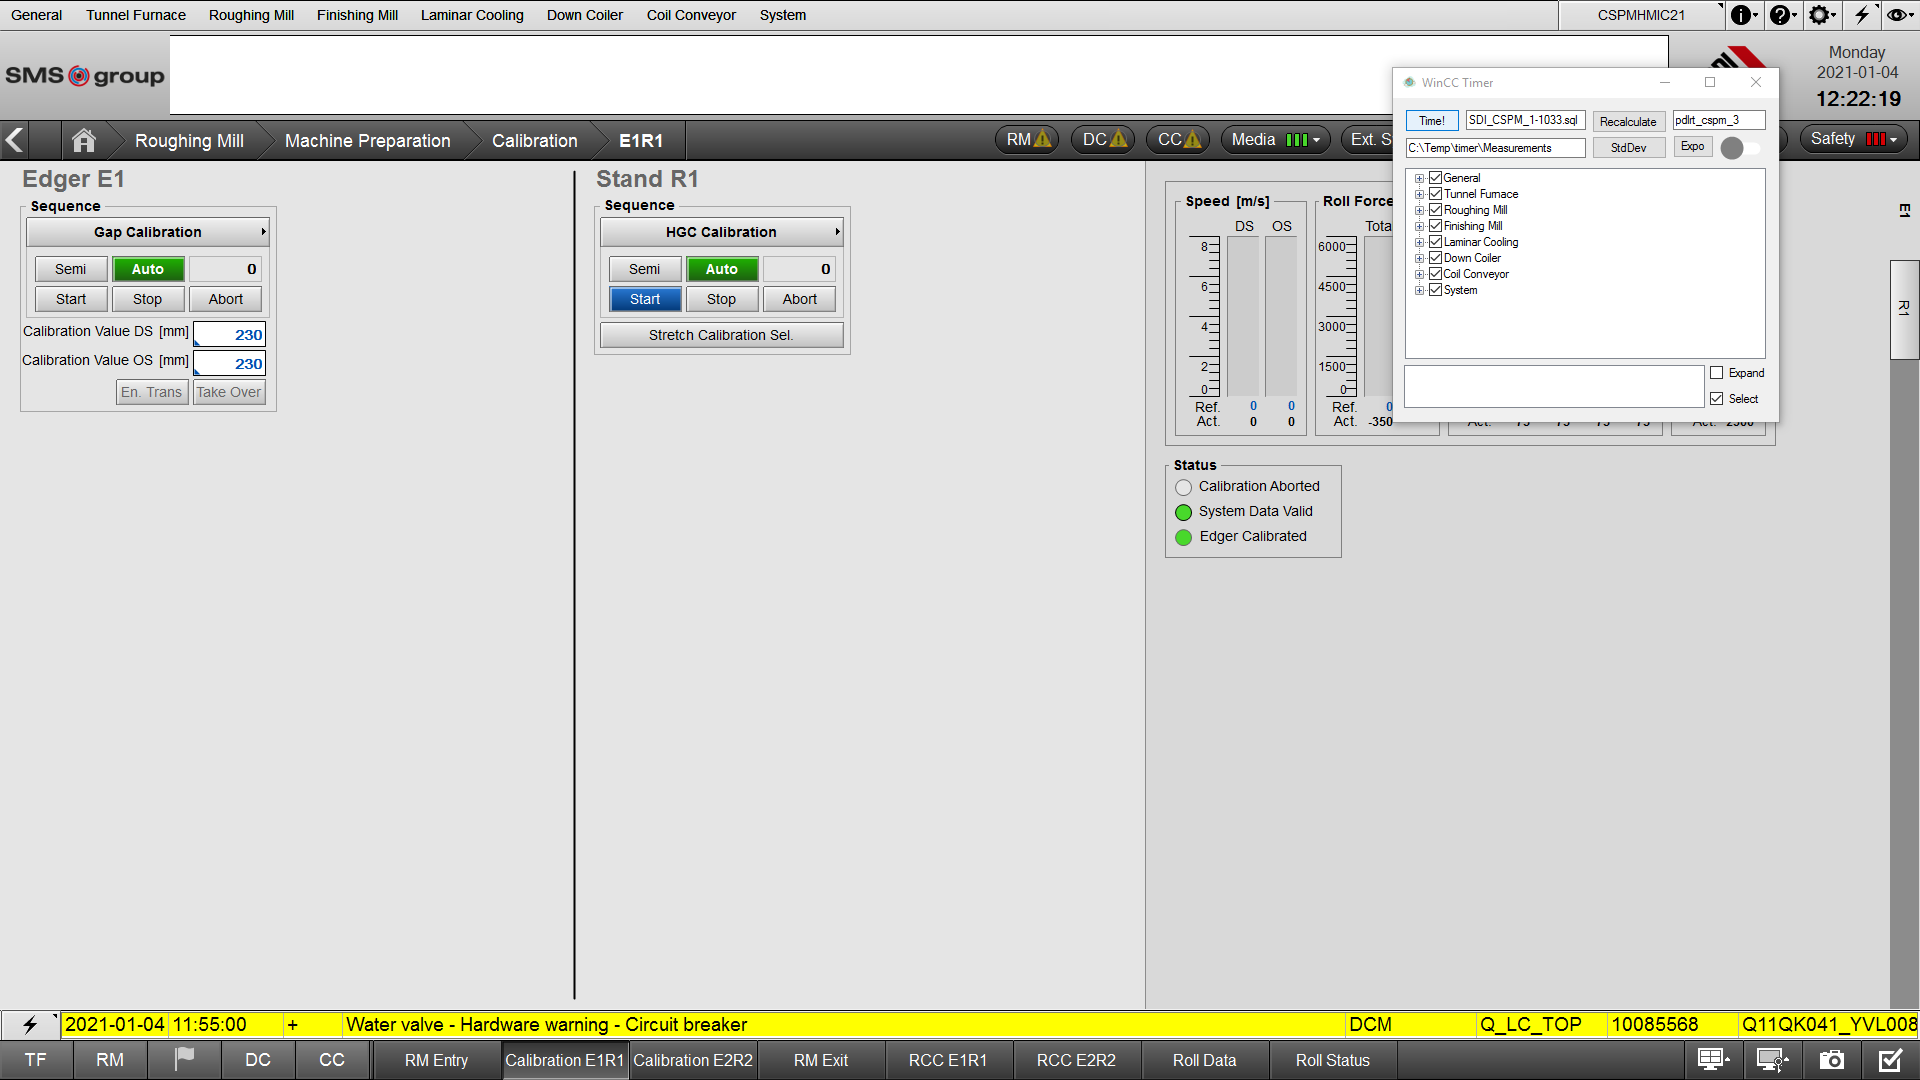 General Tunnel Furnace Roughing Mill Finishing Mill Laminar Cooling Down Coiler Coil Conveyor System CSPMHMIC21
SMS group
Monday
2021-01-04
12:22:19
WinCC Timer
Time! SDI_CSPM_1-1033.sql Recalculate pdlrt_cspm_3
C:\Temp\timer\Measurements StdDev Expo
General
Tunnel Furnace
Roughing Mill
Finishing Mill
Laminar Cooling
Down Coiler
Coil Conveyor
System
Expand
Select
Roughing Mill Machine Preparation Calibration E1R1 RM DC CC Media Ext. S Safety
Edger E1
Sequence
Gap Calibration
Semi Auto 0
Start Stop Abort
Calibration Value DS [mm] 230
Calibration Value OS [mm] 230
En. Trans Take Over
Stand R1
Sequence
HGC Calibration
Semi Auto 0
Start Stop Abort
Stretch Calibration Sel.
Speed [m/s]
DS OS
8
6
4
2
0
Ref. 0 0
Act. 0 0
Roll Force
Tota
6000
4500
3000
1500
0
Ref. 0
Act. -350
Act. 75 75 75 75
Act. 2500
E1
R1
Status
Calibration Aborted
System Data Valid
Edger Calibrated
2021-01-04 11:55:00 + Water valve - Hardware warning - Circuit breaker DCM Q_LC_TOP 10085568 Q11QK041_YVL008
TF RM DC CC RM Entry Calibration E1R1 Calibration E2R2 RM Exit RCC E1R1 RCC E2R2 Roll Data Roll Status